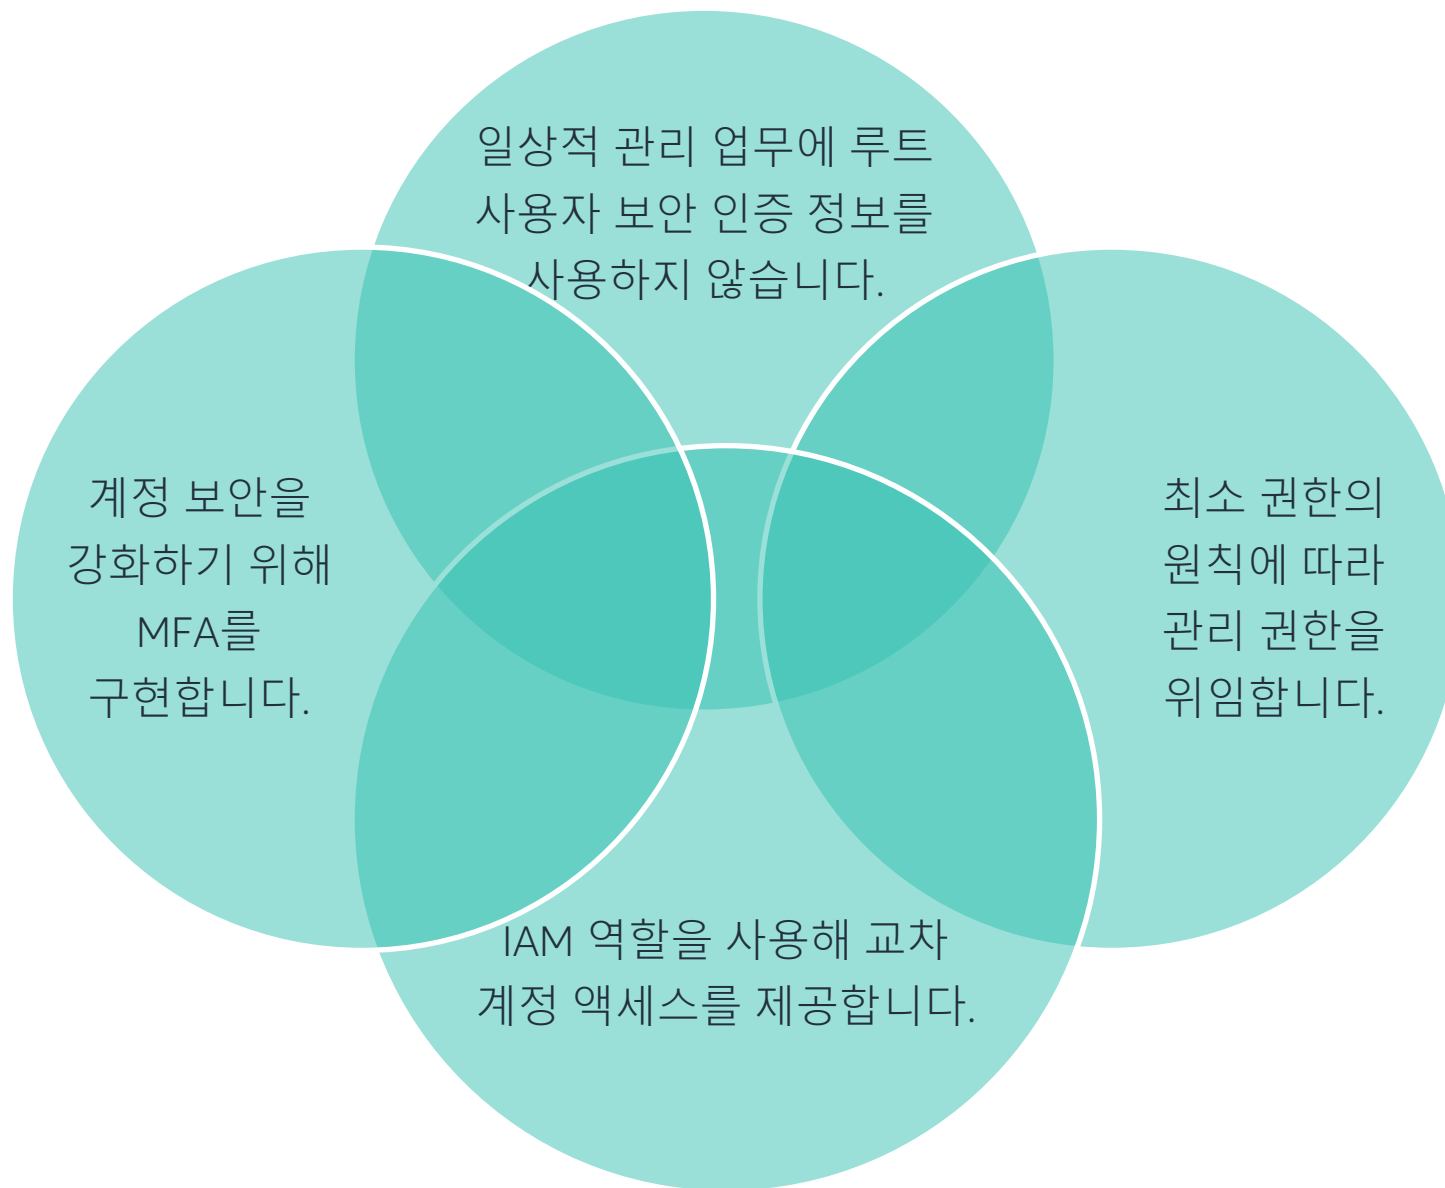 일상적 관리 업무에 루트
사용자 보안 인증 정보를
사용하지 않습니다.
계정 보안을
강화하기 위해
MFA를
구현합니다.
최소 권한의
원칙에 따라
관리 권한을
위임합니다.
IAM 역할을 사용해 교차
계정 액세스를 제공합니다.